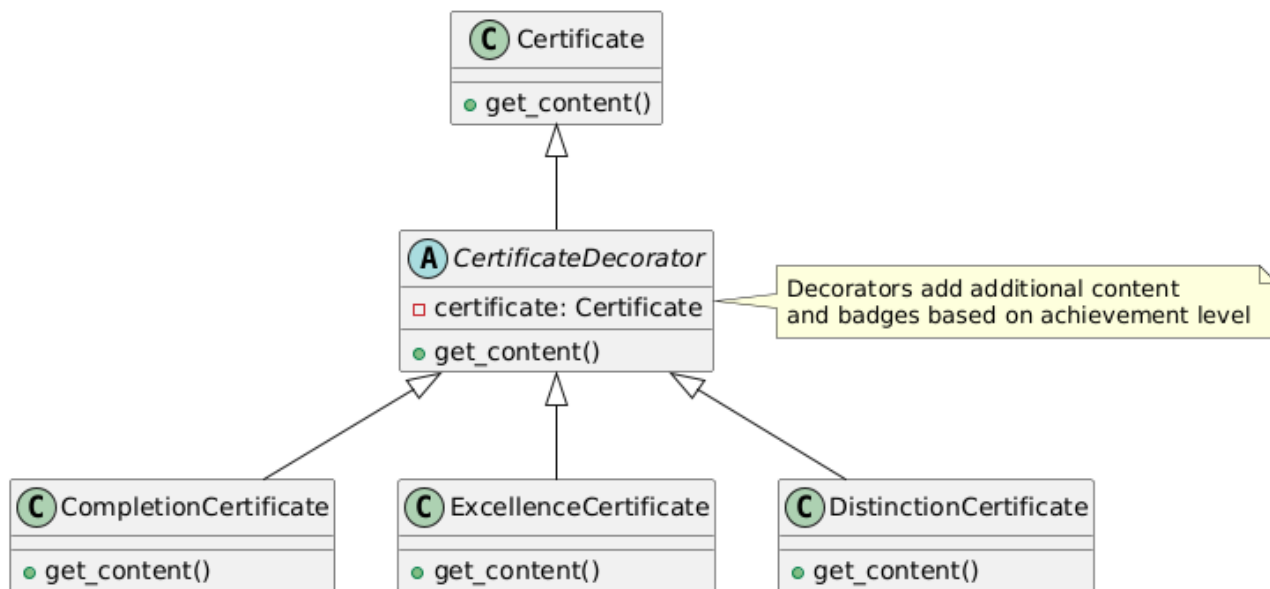 C Certificate
get_content()
A CertificateDecorator
certificate: Certificate
get_content()
Decorators add additional content
and badges based on achievement level
C CompletionCertificate
get_content()
C ExcellenceCertificate
get_content()
C DistinctionCertificate
get_content()